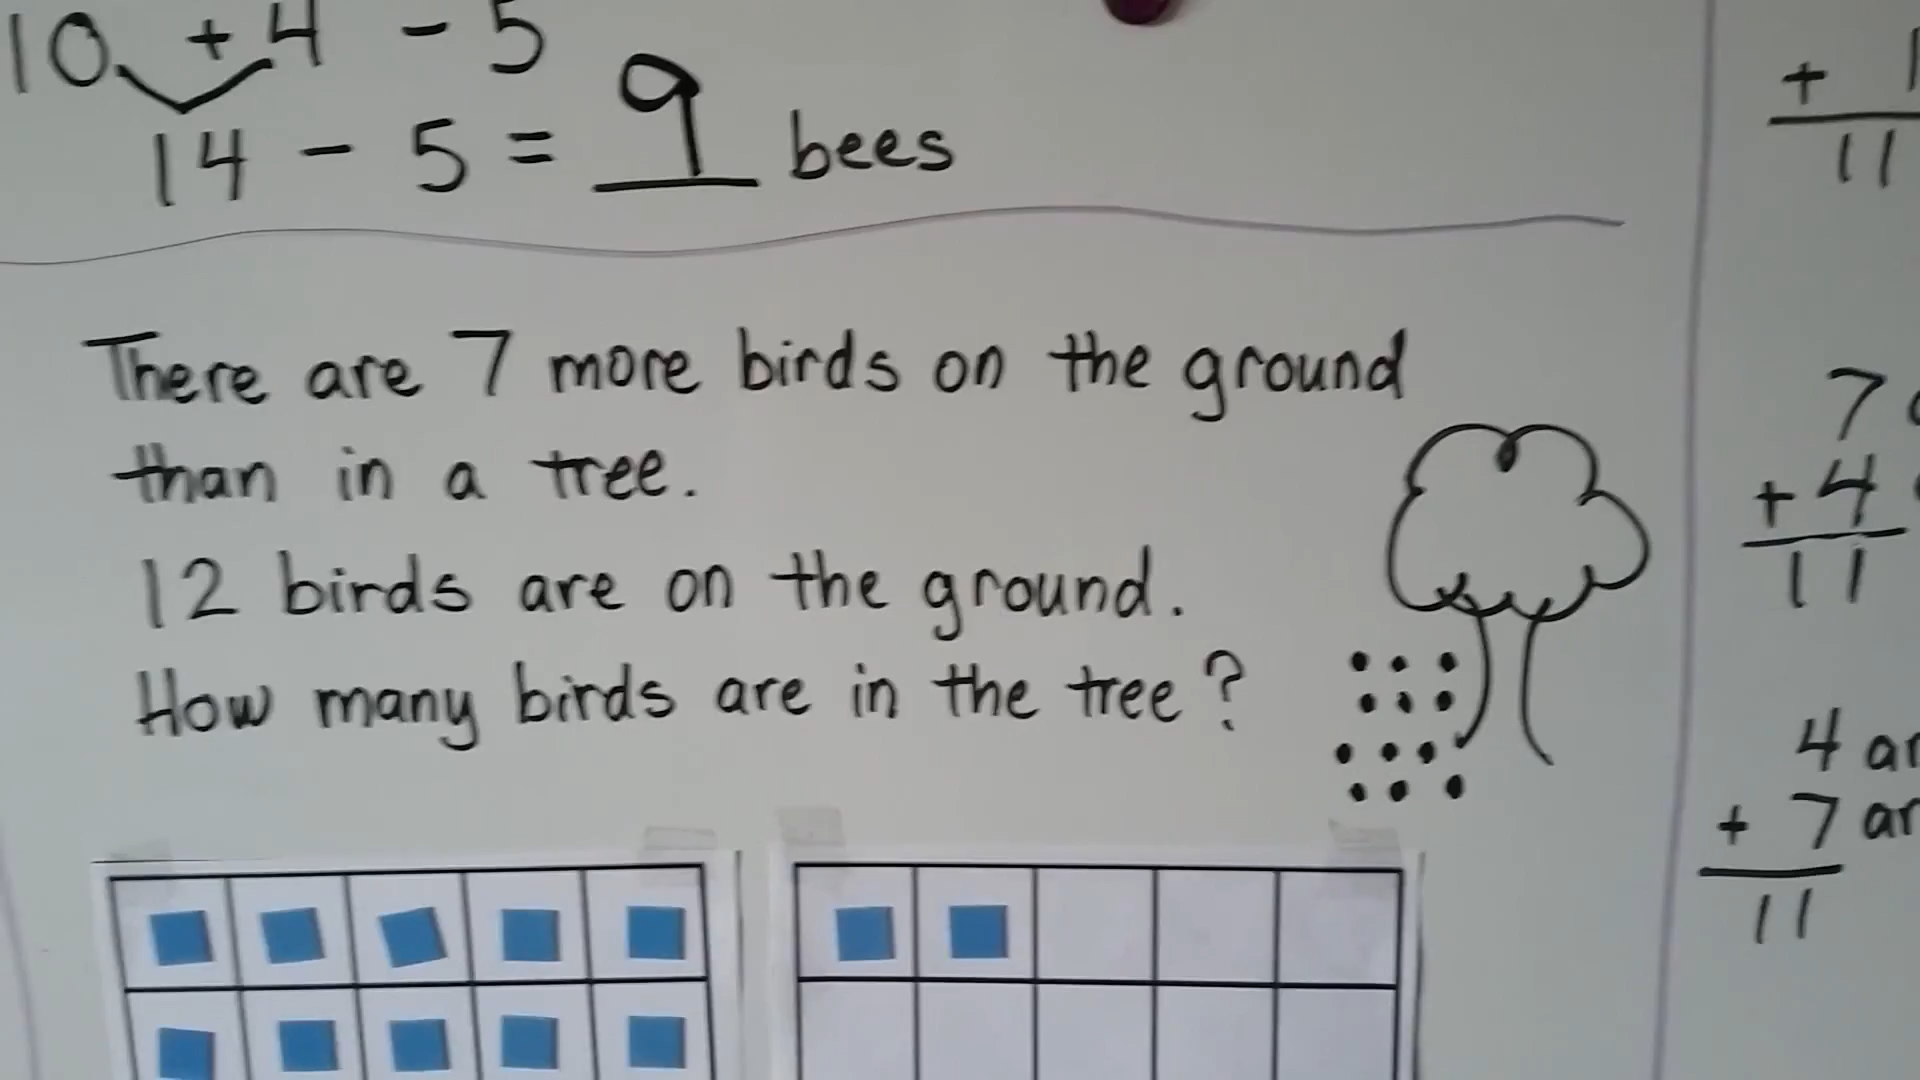 10 + 4 - 5
14 - 5 = 9 bees
There are 7 more birds on the ground
than in a tree.
12 birds are on the ground.
How many birds are in the tree?
+ 1
11
7
+ 4
11
4
+ 7
11